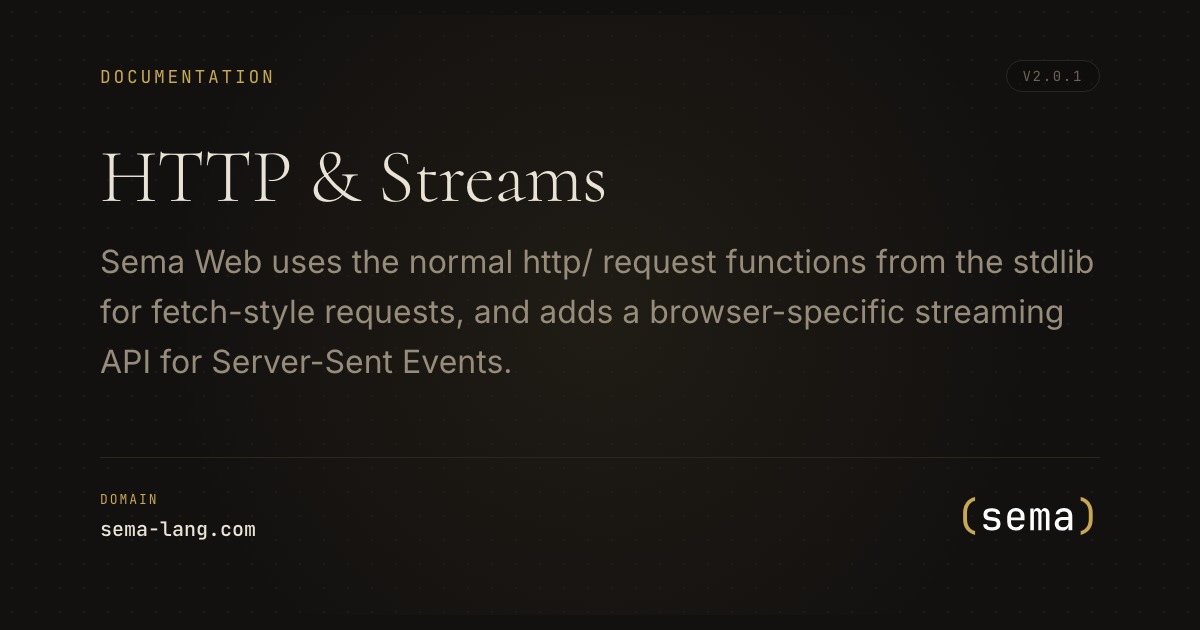 DOCUMENTATION
V2.0.1
HTTP & Streams
Sema Web uses the normal http/ request functions from the stdlib
for fetch-style requests, and adds a browser-specific streaming
API for Server-Sent Events.
DOMAIN
sema-lang.com
(sema)